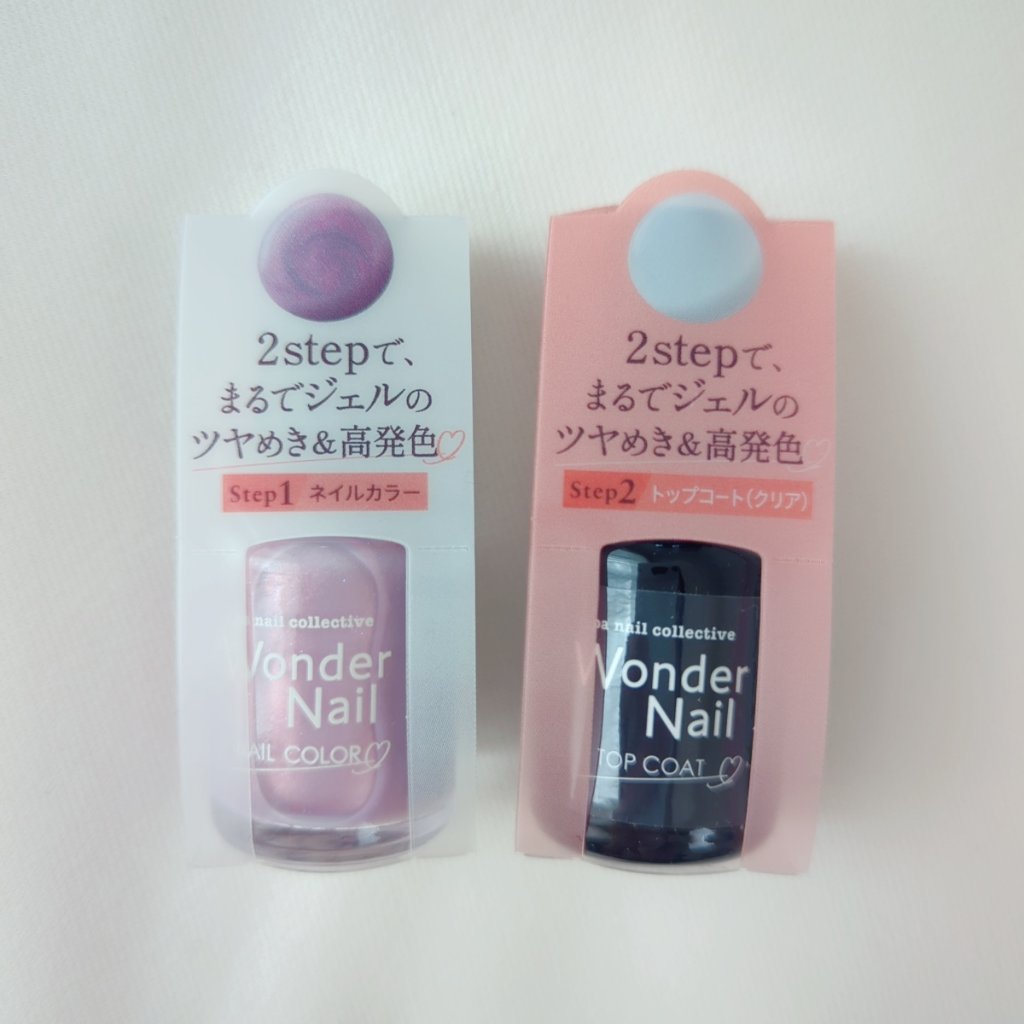 2stepで、
まるでジェルの
ツヤめき&高発色
Step1 ネイルカラー
nail collective
Wonder
Nail
COLOR
2stepで、
まるでジェルの
ツヤめき&高発色
Step2 トップコート(クリア)
pa nail collective
Wonder
Nail
TOP COAT